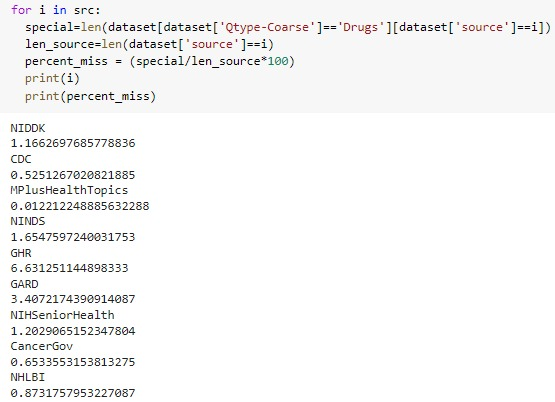 for i in src:
  special=len(dataset[dataset['Qtype-Coarse']=='Drugs'][dataset['source']==i])
  len_source=len(dataset['source']==i)
  percent_miss = (special/len_source*100)
  print(i)
  print(percent_miss)
NIDDK
1.1662697685778836
CDC
0.5251267020821885
MPlusHealthTopics
0.012212248885632288
NINDS
1.6547597240031753
GHR
6.631251144898333
GARD
3.4072174390914087
NIHSeniorHealth
1.2029065152347804
CancerGov
0.6533553153813275
NHLBI
0.8731757953227087